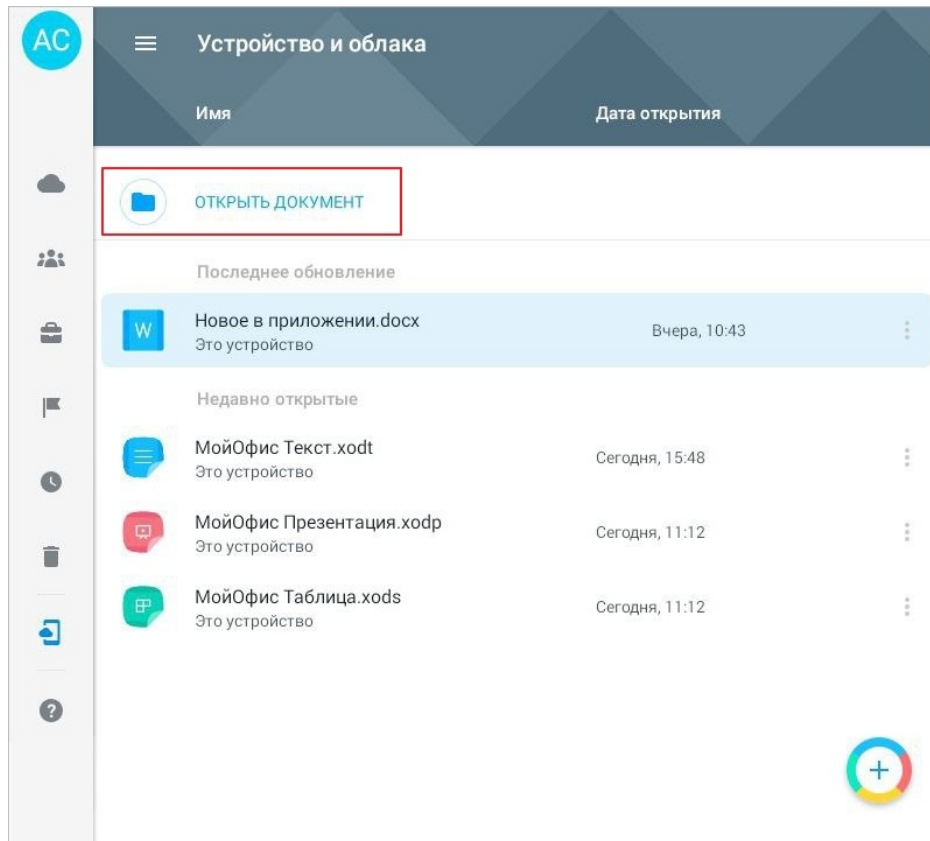 АС
Устройство и облака
Имя Дата открытия
ОТКРЫТЬ ДОКУМЕНТ
Последнее обновление
W Новое в приложении.docx Вчера, 10:43
Это устройство
Недавно открытые
МойОфис Текст.xodt Сегодня, 15:48
Это устройство
МойОфис Презентация.xodp Сегодня, 11:12
Это устройство
МойОфис Таблица.xods Сегодня, 11:12
Это устройство